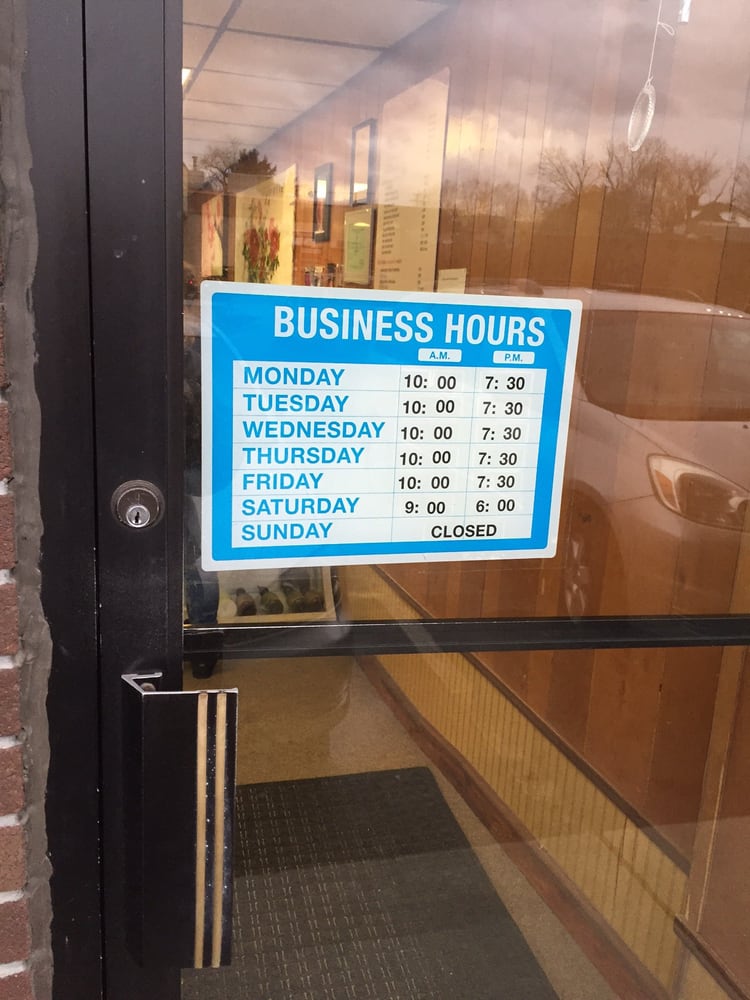 BUSINESS HOURS
A.M. P.M.
MONDAY 10: 00 7: 30
TUESDAY 10: 00 7: 30
WEDNESDAY 10: 00 7: 30
THURSDAY 10: 00 7: 30
FRIDAY 10: 00 7: 30
SATURDAY 9: 00 6: 00
SUNDAY CLOSED